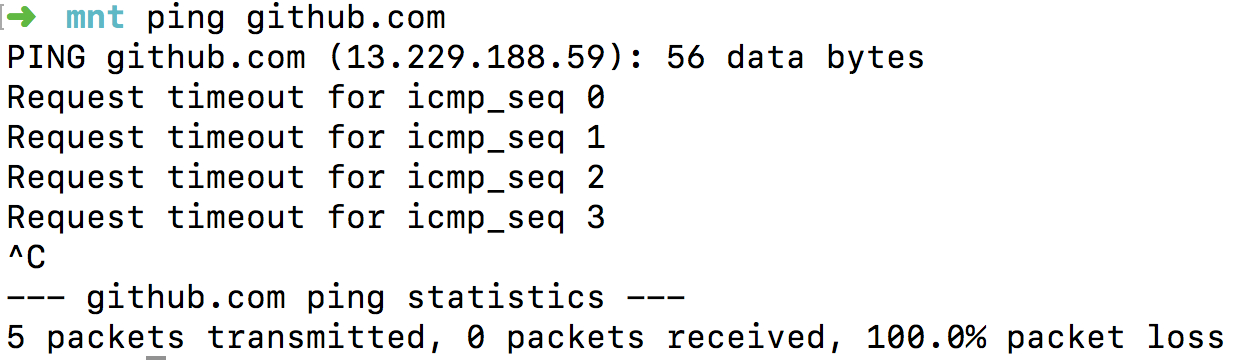 ➜ mnt ping github.com
PING github.com (13.229.188.59): 56 data bytes
Request timeout for icmp_seq 0
Request timeout for icmp_seq 1
Request timeout for icmp_seq 2
Request timeout for icmp_seq 3
^C
--- github.com ping statistics ---
5 packets transmitted, 0 packets received, 100.0% packet loss